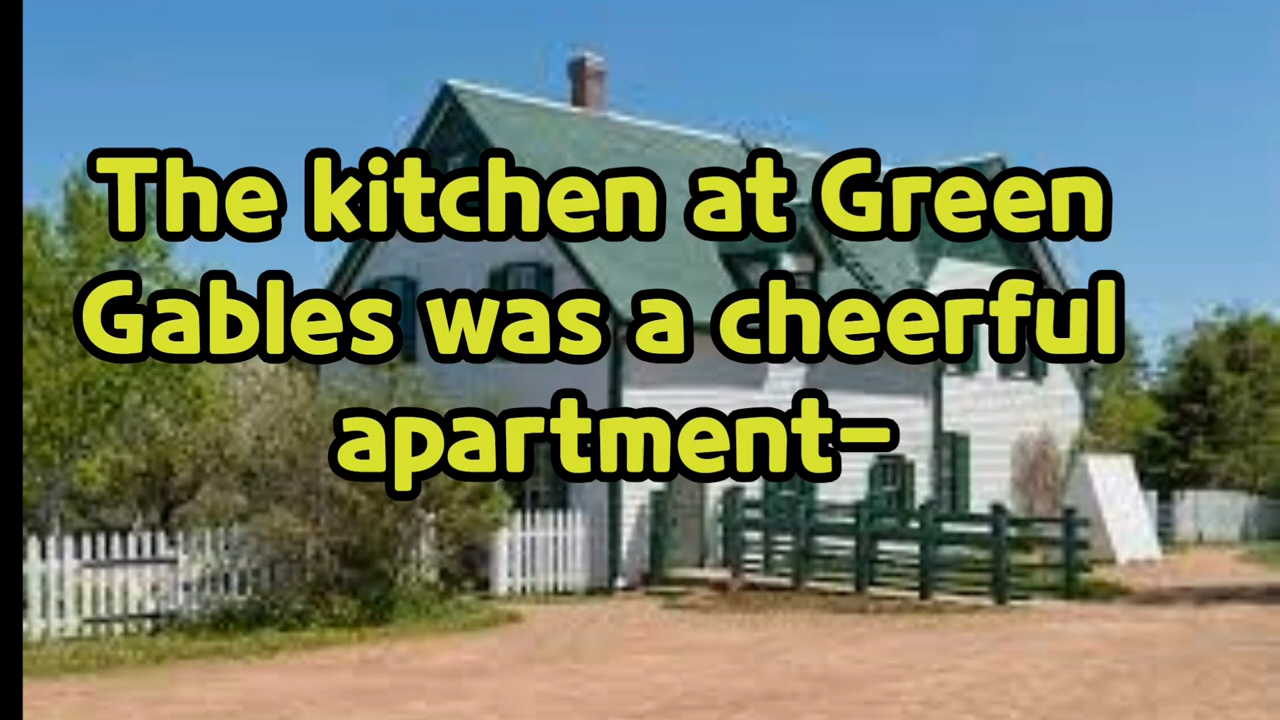 The kitchen at Green
Gables was a cheerful
apartment-